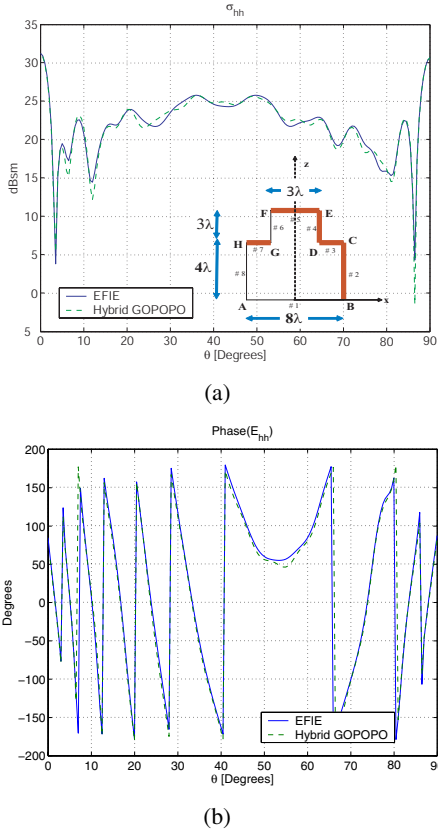 σhh
40
35
30
25
20
15
10
5
0
5
dBsm
z
3λ
3λ
4λ
8λ
F
E
H
G
D
C
A
B
x
# 5
# 6
# 4
# 7
# 3
# 8
# 2
# 1
EFIE
Hybrid GOPOPO
0 10 20 30 40 50 60 70 80 90
θ [Degrees]
(a)
Phase(Ehh)
200
150
100
50
0
−50
−100
−150
−200
Degrees
EFIE
Hybrid GOPOPO
0 10 20 30 40 50 60 70 80 90
θ [Degrees]
(b)